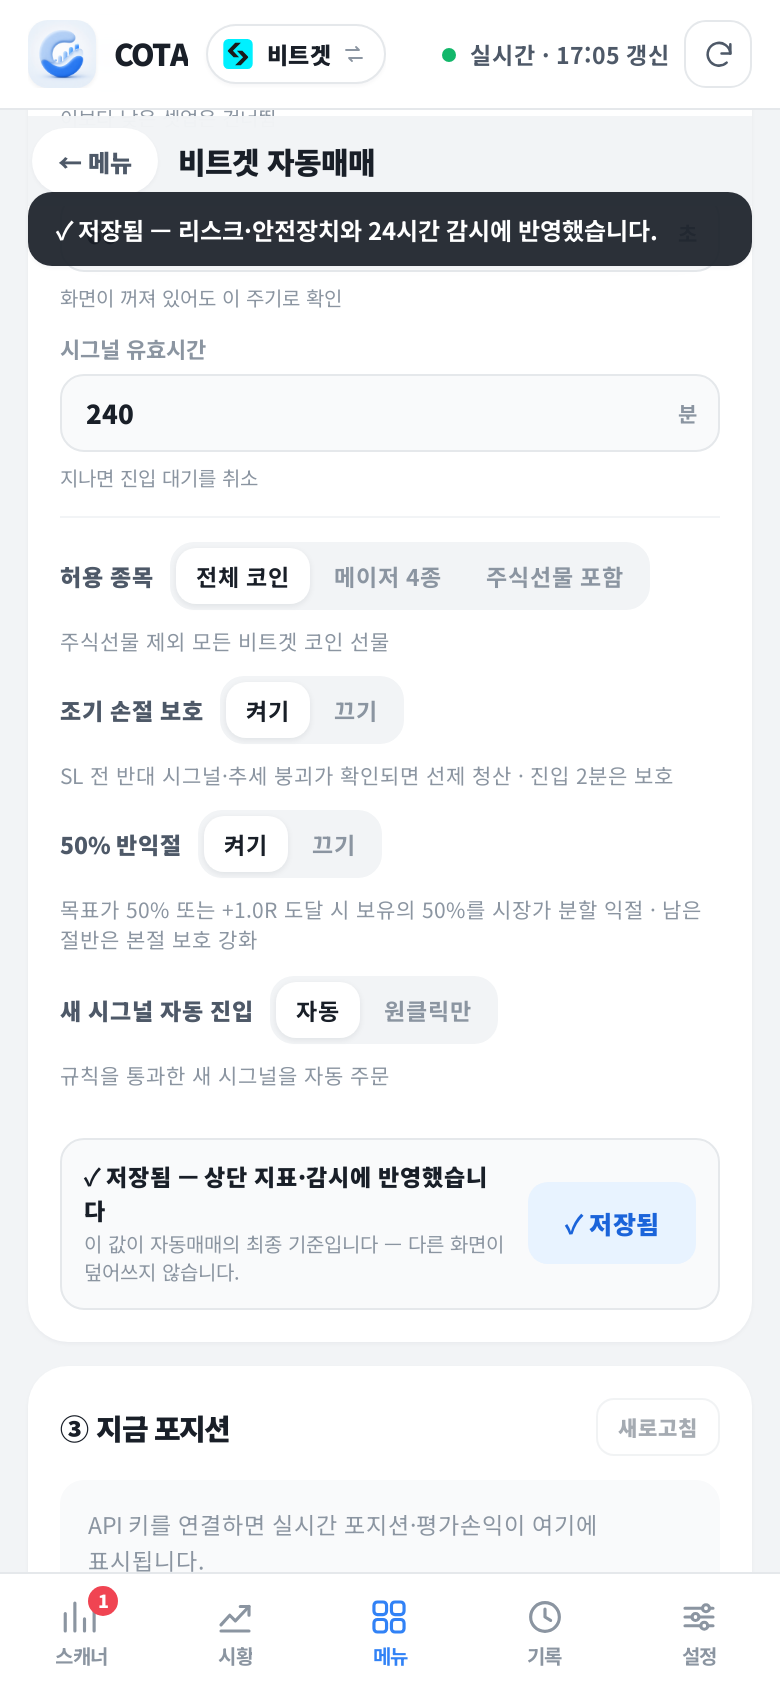 COTA
비트겟
실시간 · 17:05 갱신
← 메뉴
비트겟 자동매매
✓ 저장됨 — 리스크·안전장치와 24시간 감시에 반영했습니다.
초
화면이 꺼져 있어도 이 주기로 확인
시그널 유효시간
240
분
지나면 진입 대기를 취소
허용 종목
전체 코인
메이저 4종
주식선물 포함
주식선물 제외 모든 비트겟 코인 선물
조기 손절 보호
켜기
끄기
SL 전 반대 시그널·추세 붕괴가 확인되면 선제 청산 · 진입 2분은 보호
50% 반익절
켜기
끄기
목표가 50% 또는 +1.0R 도달 시 보유의 50%를 시장가 분할 익절 · 남은
절반은 본절 보호 강화
새 시그널 자동 진입
자동
원클릭만
규칙을 통과한 새 시그널을 자동 주문
✓ 저장됨 — 상단 지표·감시에 반영했습니
다
이 값이 자동매매의 최종 기준입니다 — 다른 화면이
덮어쓰지 않습니다.
✓ 저장됨
③ 지금 포지션
새로고침
API 키를 연결하면 실시간 포지션·평가손익이 여기에
표시됩니다.
1
스캐너
시황
메뉴
기록
설정